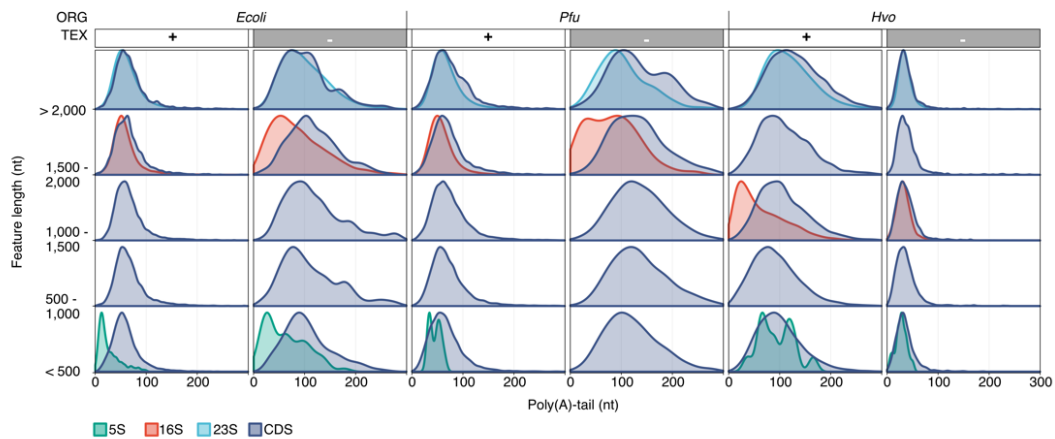 ORG Ecoli Pfu Hvo
TEX + - + - + -
Feature length (nt)
> 2,000
1,500 -
2,000
1,000 -
1,500
500 -
1,000
< 500
0 100 200 0 100 200 0 100 200 0 100 200 0 100 200 0 100 200 300
Poly(A)-tail (nt)
5S 16S 23S CDS